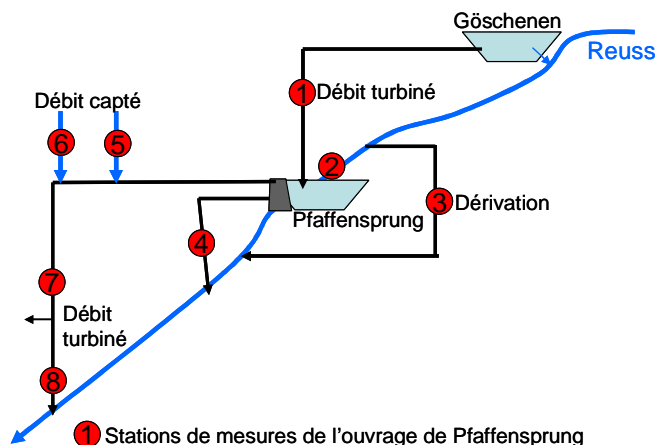 Göschenen
Reuss
1 Débit turbiné
Débit capté
6 5
2
3 Dérivation
Pfaffensprung
4
7
Débit
turbiné
8
1 Stations de mesures de l'ouvrage de Pfaffensprung